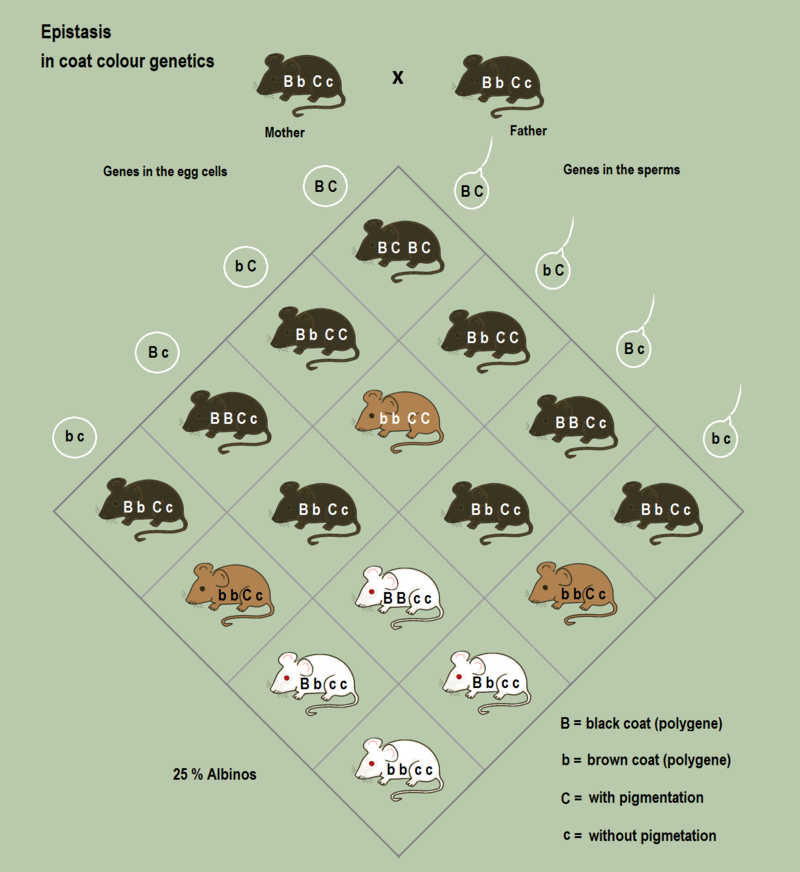 Epistasis
in coat colour genetics
B b C c
x
B b C c
Mother
Father
Genes in the egg cells
Genes in the sperms
B C
B C
B C B C
b C
b C
B b C C
B b C C
B c
B c
B B C c
b b C C
B B C c
b c
b c
B b C c
B b C c
B b C c
B b C c
b b C c
B B c c
b b C c
B b c c
B b c c
b b c c
25 % Albinos
B = black coat (polygene)
b = brown coat (polygene)
C = with pigmentation
c = without pigmetation